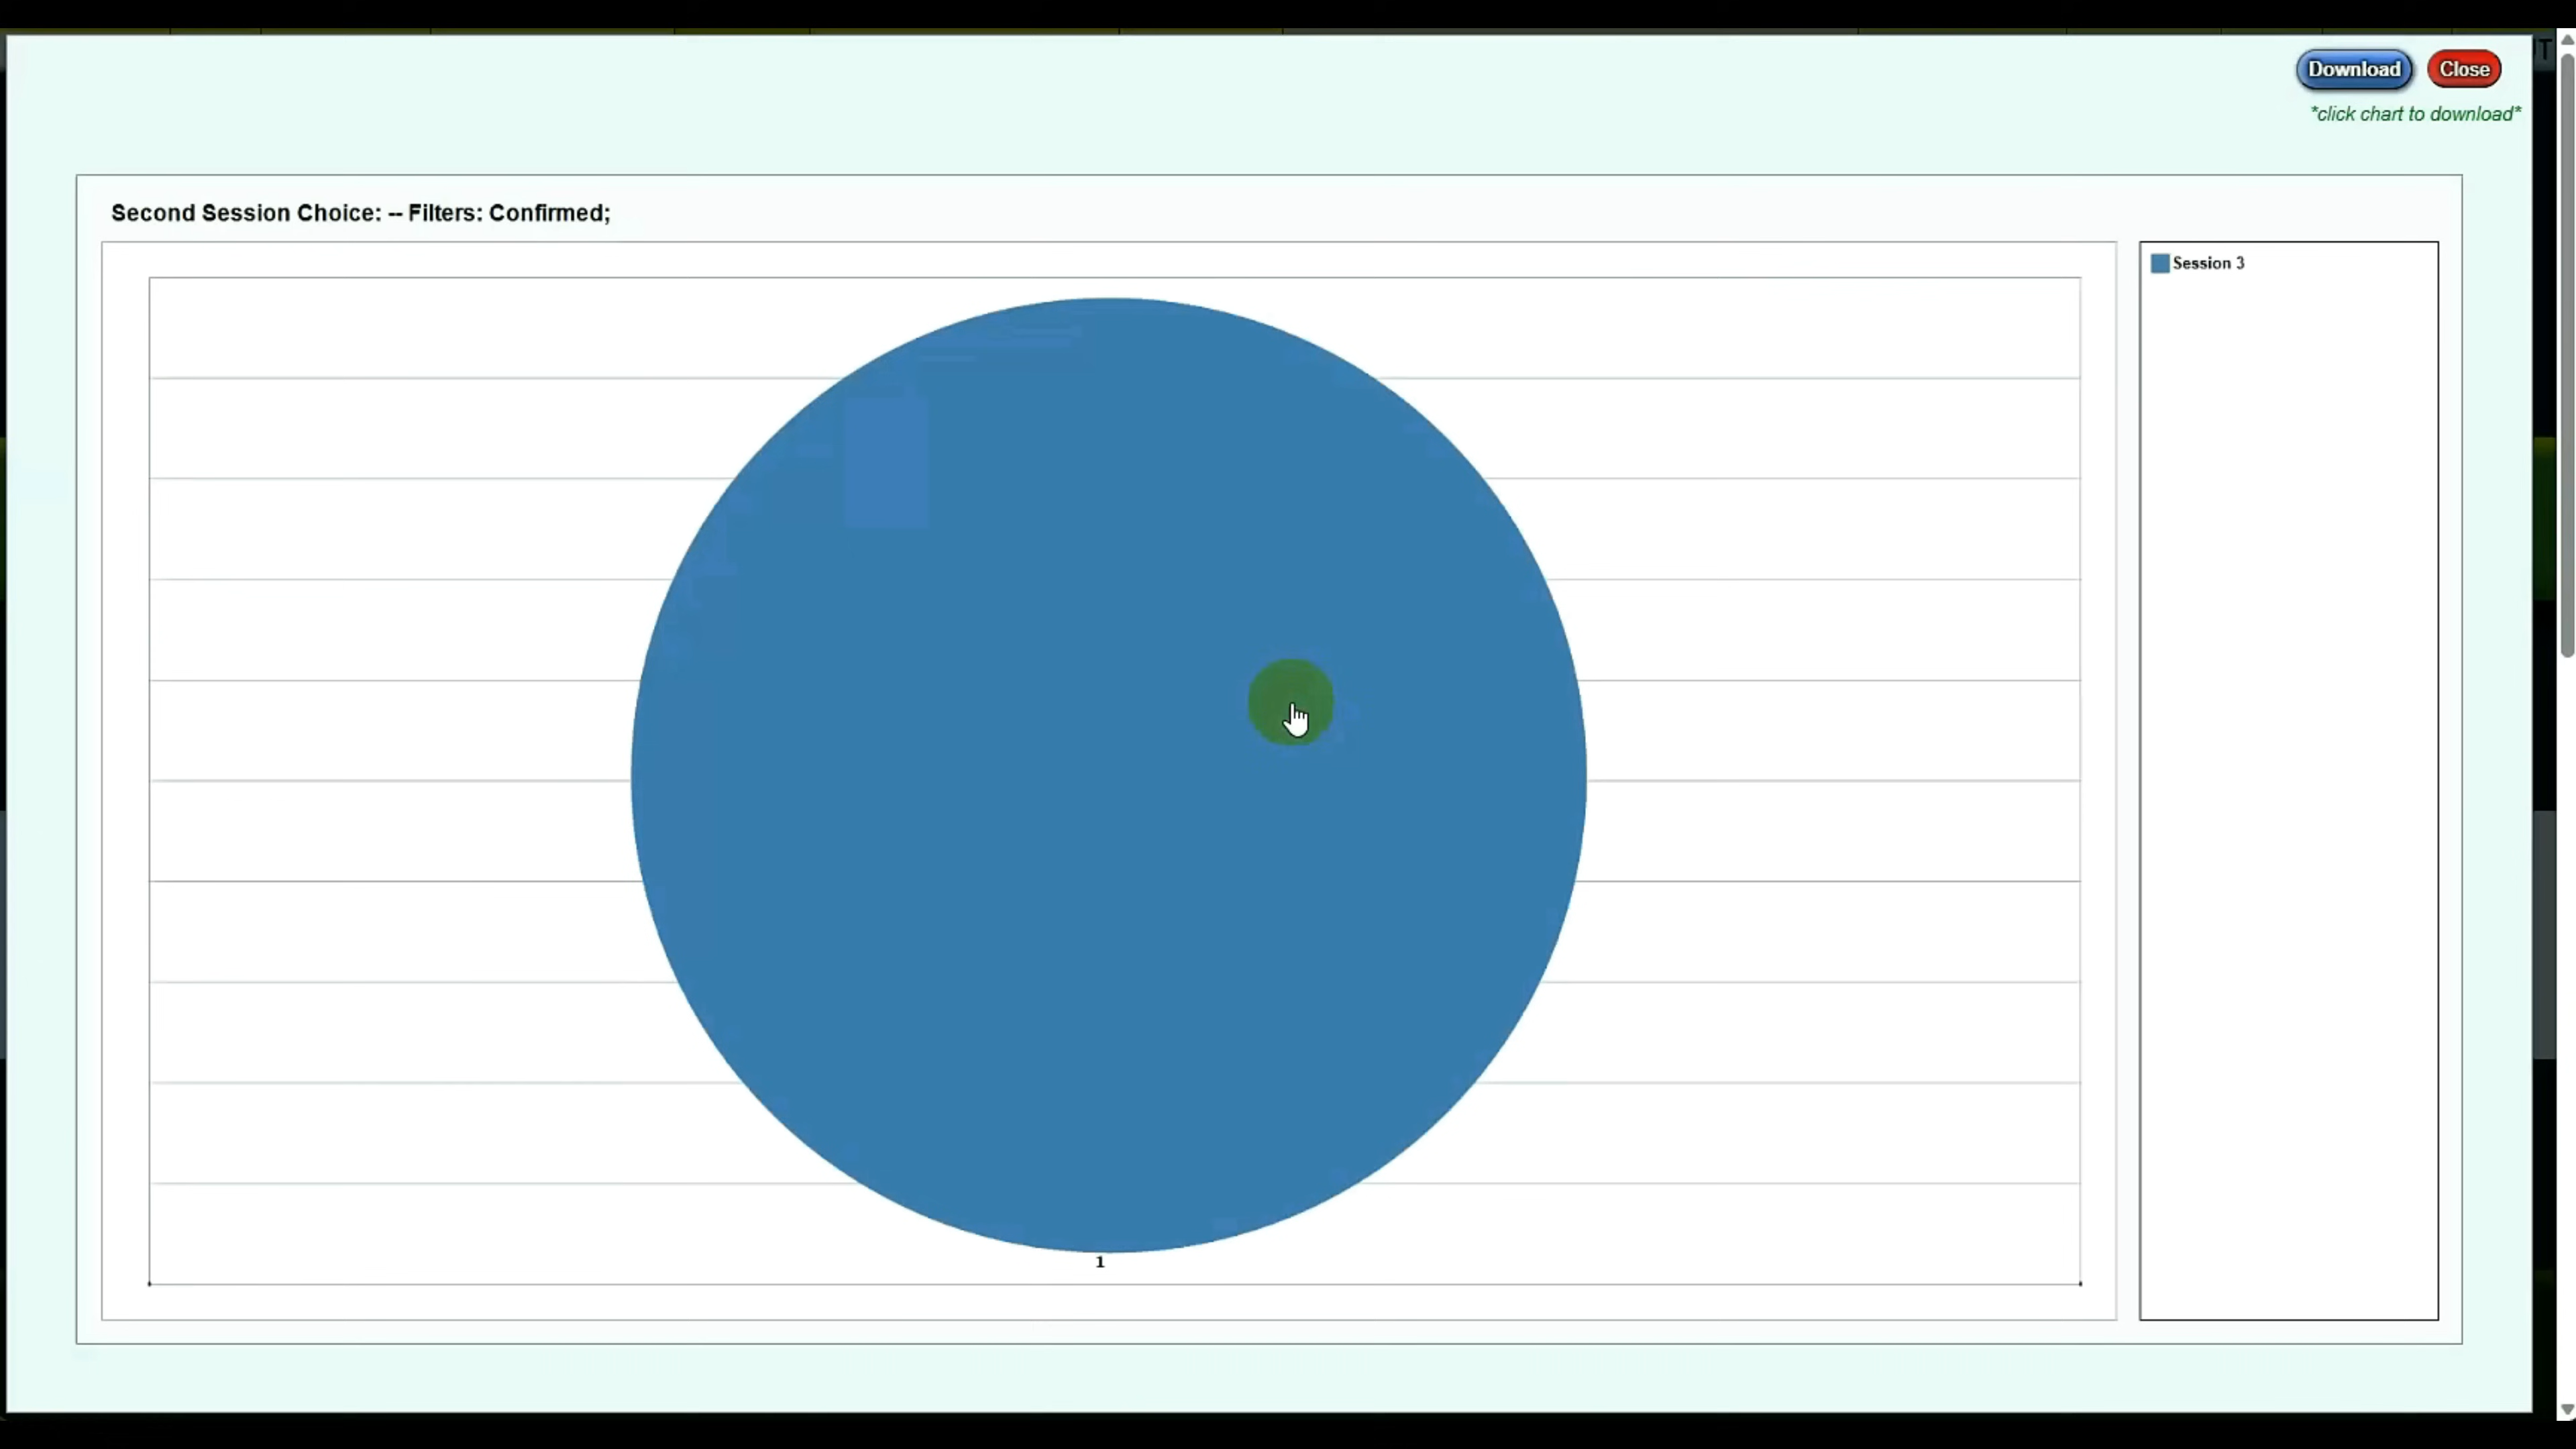 Download
Close
*click chart to download*
Second Session Choice: -- Filters: Confirmed;
Session 3
1